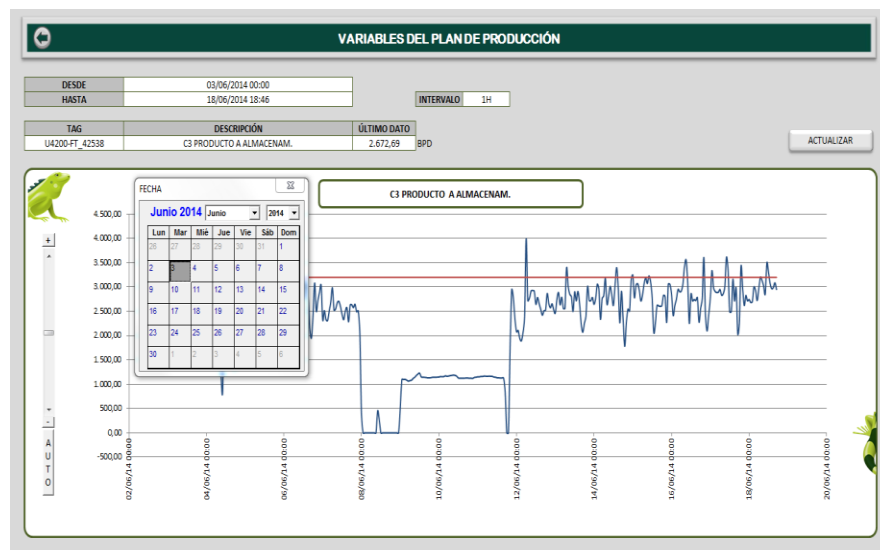 VARIABLES DEL PLAN DE PRODUCCIÓN
DESDE 03/06/2014 00:00
HASTA 18/06/2014 18:46
INTERVALO 1H
TAG DESCRIPCIÓN ÚLTIMO DATO
U4200-FT_42538 C3 PRODUCTO A ALMACENAM. 2.672,69 BPD
ACTUALIZAR
FECHA
C3 PRODUCTO A ALMACENAM.
Junio 2014 Junio 2014
Lun Mar Mié Jue Vie Sáb Dom
26 27 28 29 30 31 1
2 3 4 5 6 7 8
9 10 11 12 13 14 15
16 17 18 19 20 21 22
23 24 25 26 27 28 29
30 1 2 3 4 5 6
4.500,00
4.000,00
3.500,00
3.000,00
2.500,00
2.000,00
1.500,00
1.000,00
500,00
0,00
-500,00
+
-
A
U
T
O
02/06/14 00:00
04/06/14 00:00
06/06/14 00:00
08/06/14 00:00
10/06/14 00:00
12/06/14 00:00
14/06/14 00:00
16/06/14 00:00
18/06/14 00:00
20/06/14 00:00